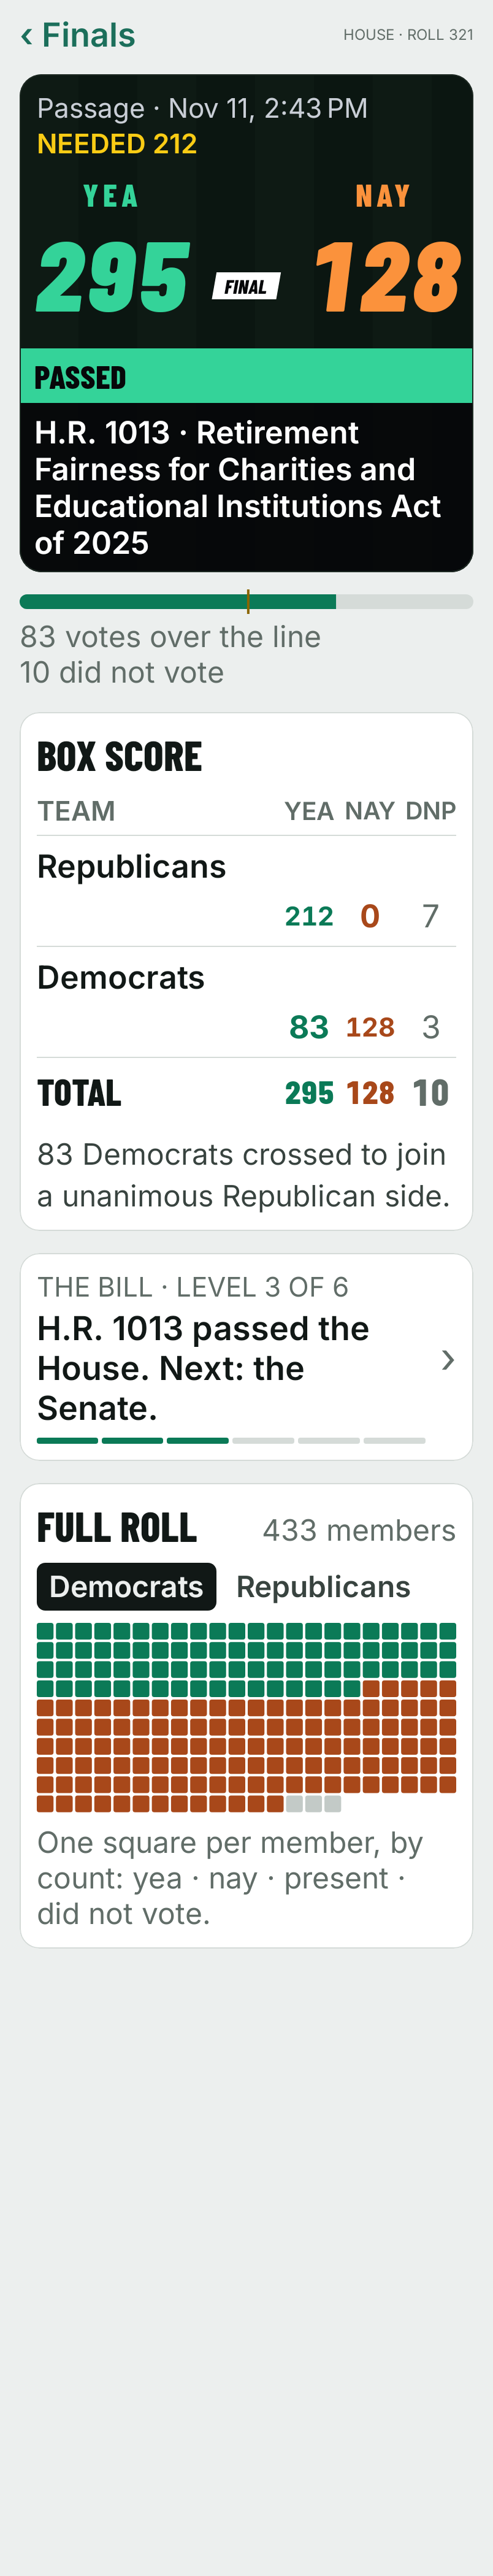 ‹ Finals
HOUSE · ROLL 321
Passage · Nov 11, 2:43 PM
NEEDED 212
YEA
NAY
295
FINAL
128
PASSED
H.R. 1013 · Retirement
Fairness for Charities and
Educational Institutions Act
of 2025
83 votes over the line
10 did not vote
BOX SCORE
TEAM YEA NAY DNP
Republicans
212 0 7
Democrats
83 128 3
TOTAL 295 128 10
83 Democrats crossed to join
a unanimous Republican side.
THE BILL · LEVEL 3 OF 6
H.R. 1013 passed the
House. Next: the
Senate.
›
FULL ROLL 433 members
Democrats Republicans
One square per member, by
count: yea · nay · present ·
did not vote.